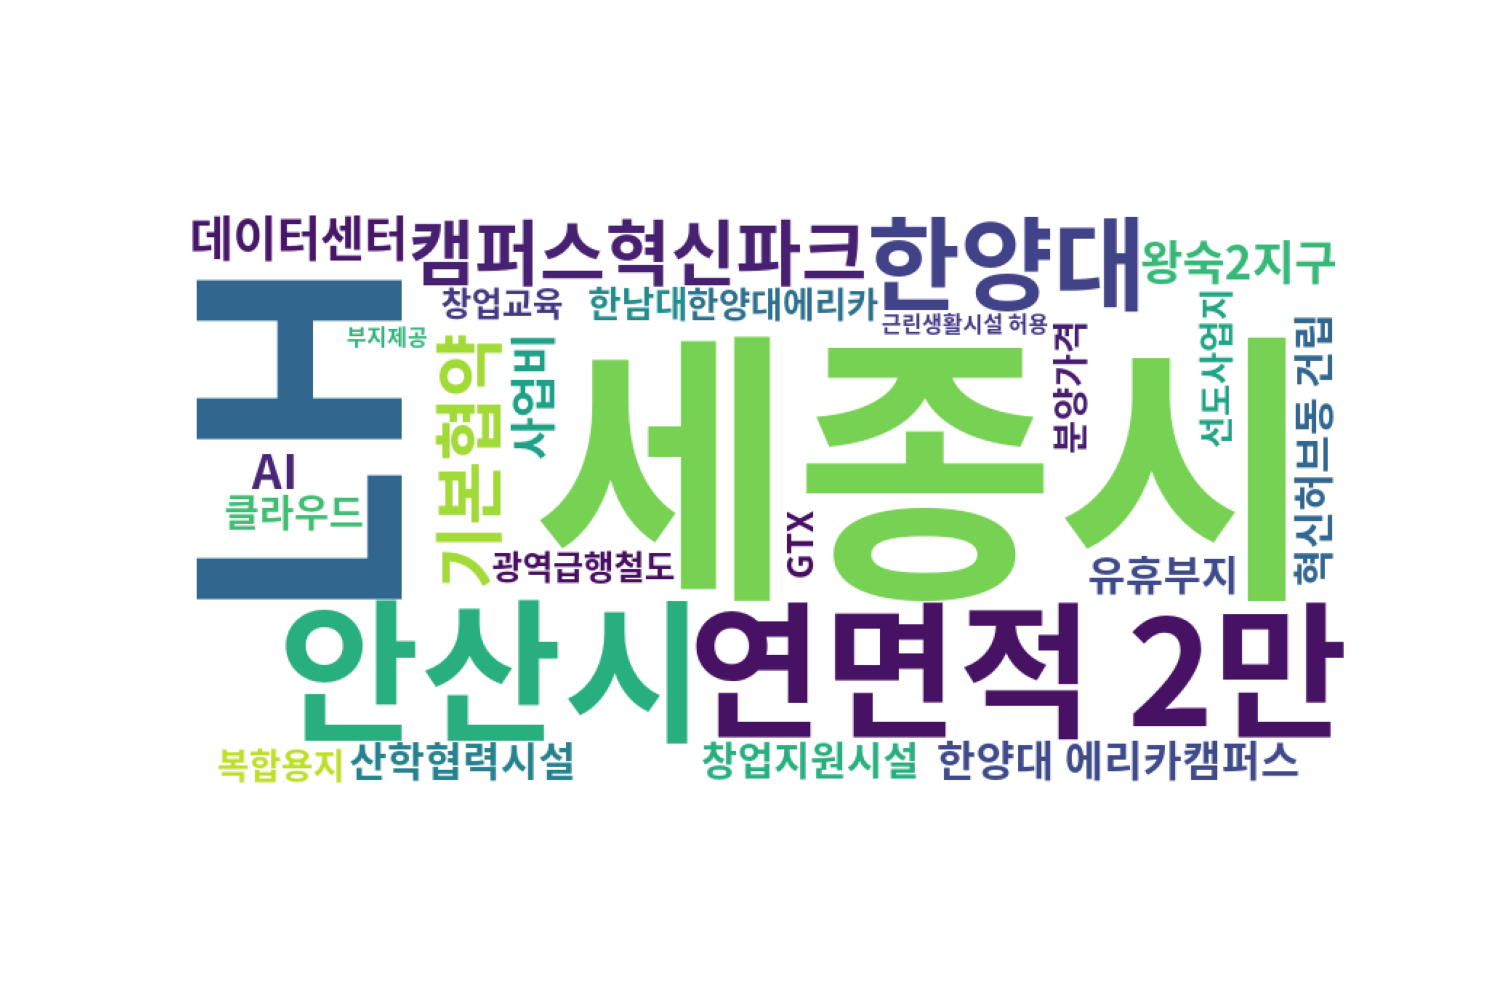 데이터센터
캠퍼스혁신파크
한양대
왕숙2지구
창업교육
한남대
한양대에리카
근린생활시설 허용
LH
부지제공
기본협약
사업비
세종시
분양가격
선도사업지
혁신허브동 건립
AI
클라우드
광역급행철도
GTX
유휴부지
안산시
연면적 2만
복합용지
산학협력시설
창업지원시설
한양대 에리카캠퍼스